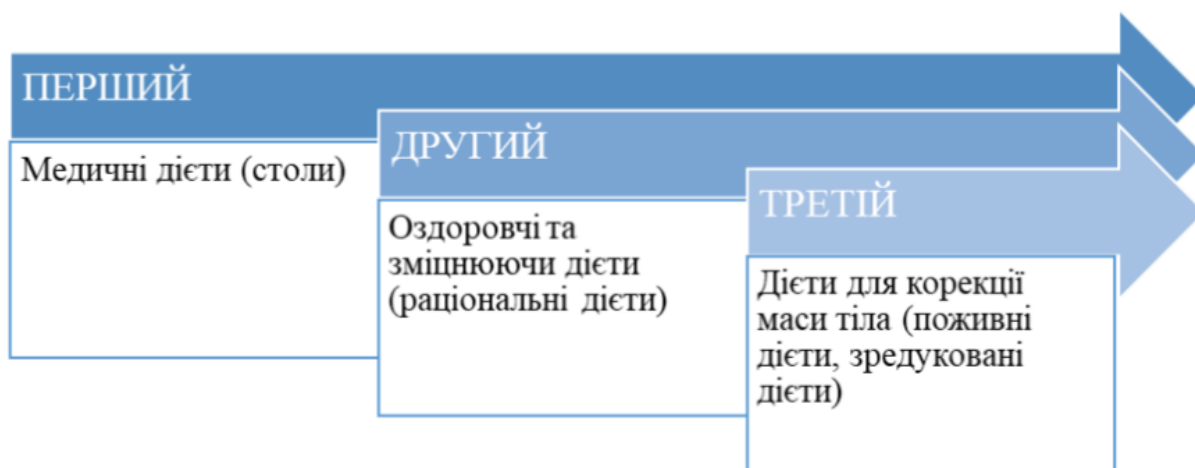 ПЕРШИЙ
Медичні дієти (столи)
ДРУГИЙ
Оздоровчі та
зміцнюючи дієти
(раціональні дієти)
ТРЕТІЙ
Дієти для корекції
маси тіла (поживні
дієти, зредуковані
дієти)